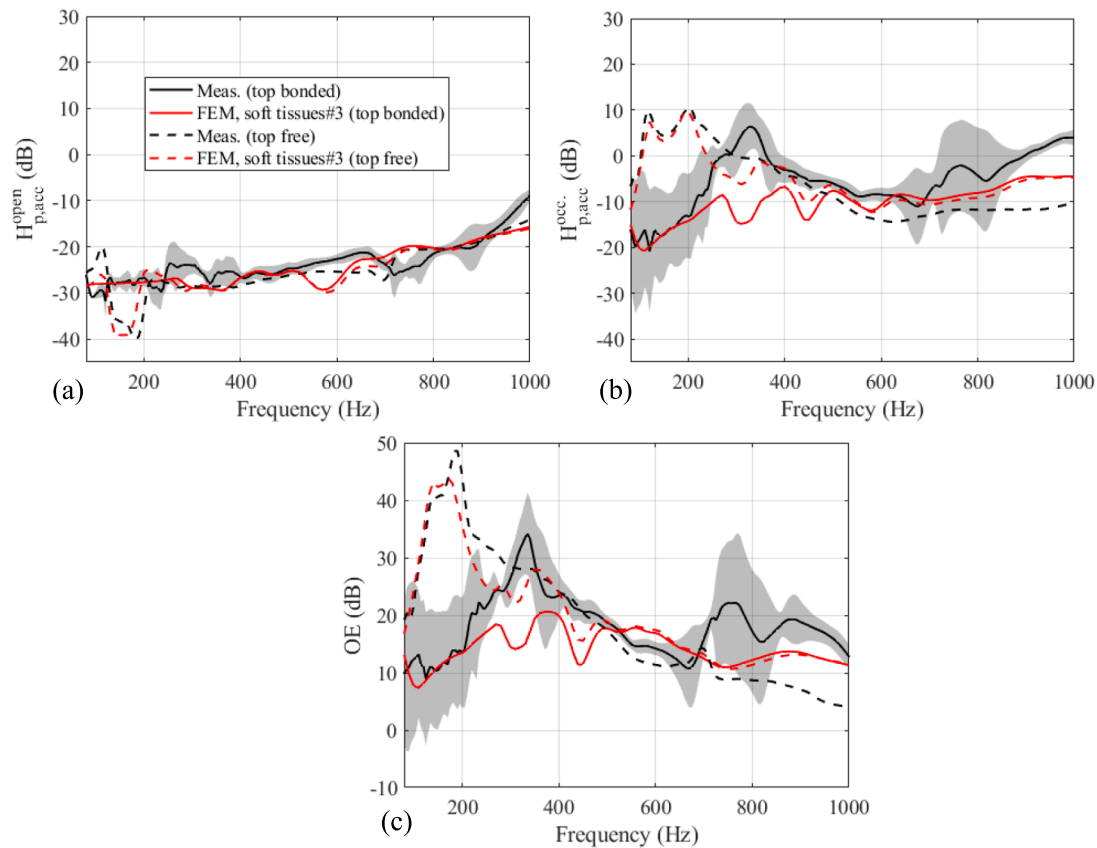 30
20
10
0
-10
-20
-30
-40
H open p,acc (dB)
Meas. (top bonded)
FEM, soft tissues#3 (top bonded)
Meas. (top free)
FEM, soft tissues#3 (top free)
200 400 600 800 1000
(a) Frequency (Hz)
30
20
10
0
-10
-20
-30
-40
H occ. p,acc (dB)
200 400 600 800 1000
(b) Frequency (Hz)
50
40
30
20
10
0
-10
OE (dB)
200 400 600 800 1000
(c) Frequency (Hz)